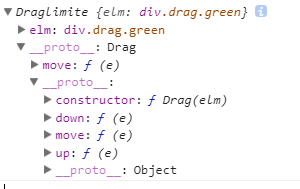 ▼ Draglimite {elm: div.drag.green} i
▶ elm: div.drag.green
▼ __proto__: Drag
▶ move: ƒ (e)
▼ __proto__:
▶ constructor: ƒ Drag(elm)
▶ down: ƒ (e)
▶ move: ƒ (e)
▶ up: ƒ (e)
▶ __proto__: Object